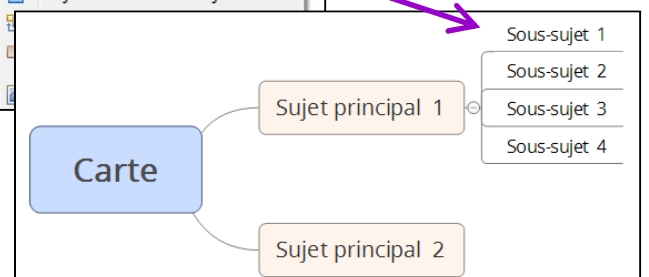 Sous-sujet 1
Sous-sujet 2
Sujet principal 1
Sous-sujet 3
Sous-sujet 4
Carte
Sujet principal 2